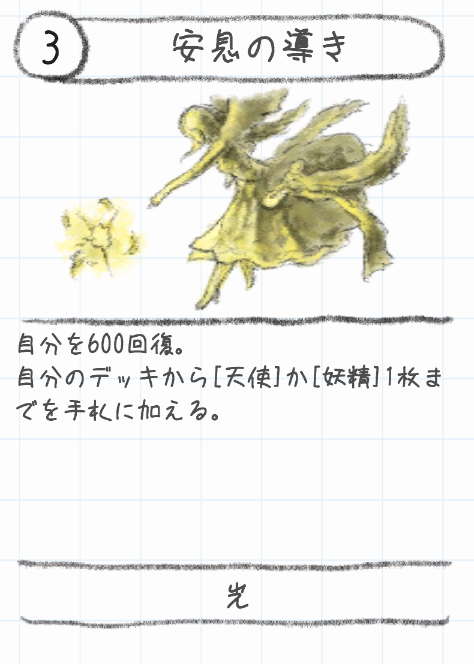 3
安息の導き
自分を600回復。
自分のデッキから[天使]か[妖精]1枚ま
でを手札に加える。
光